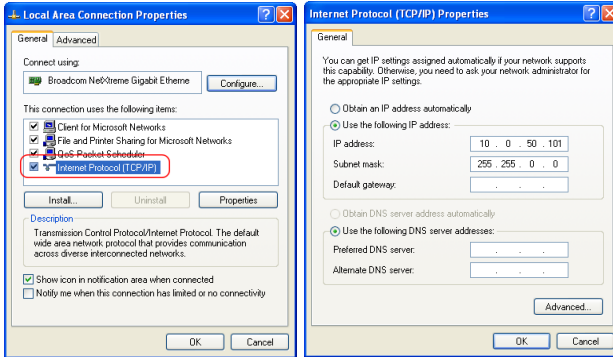 Local Area Connection Properties
General
Advanced
Connect using:
Broadcom NetXtreme Gigabit Etherne
Configure...
This connection uses the following items:
Client for Microsoft Networks
File and Printer Sharing for Microsoft Networks
QoS Packet Scheduler
Internet Protocol (TCP/IP)
Install...
Uninstall
Properties
Description
Transmission Control Protocol/Internet Protocol. The default
wide area network protocol that provides communication
across diverse interconnected networks.
Show icon in notification area when connected
Notify me when this connection has limited or no connectivity
OK
Cancel
Internet Protocol (TCP/IP) Properties
General
You can get IP settings assigned automatically if your network supports
this capability. Otherwise, you need to ask your network administrator for
the appropriate IP settings.
Obtain an IP address automatically
Use the following IP address:
IP address: 10 . 0 . 50 . 101
Subnet mask: 255 . 255 . 0 . 0
Default gateway: . . .
Obtain DNS server address automatically
Use the following DNS server addresses:
Preferred DNS server: . . .
Alternate DNS server: . . .
Advanced...
OK
Cancel